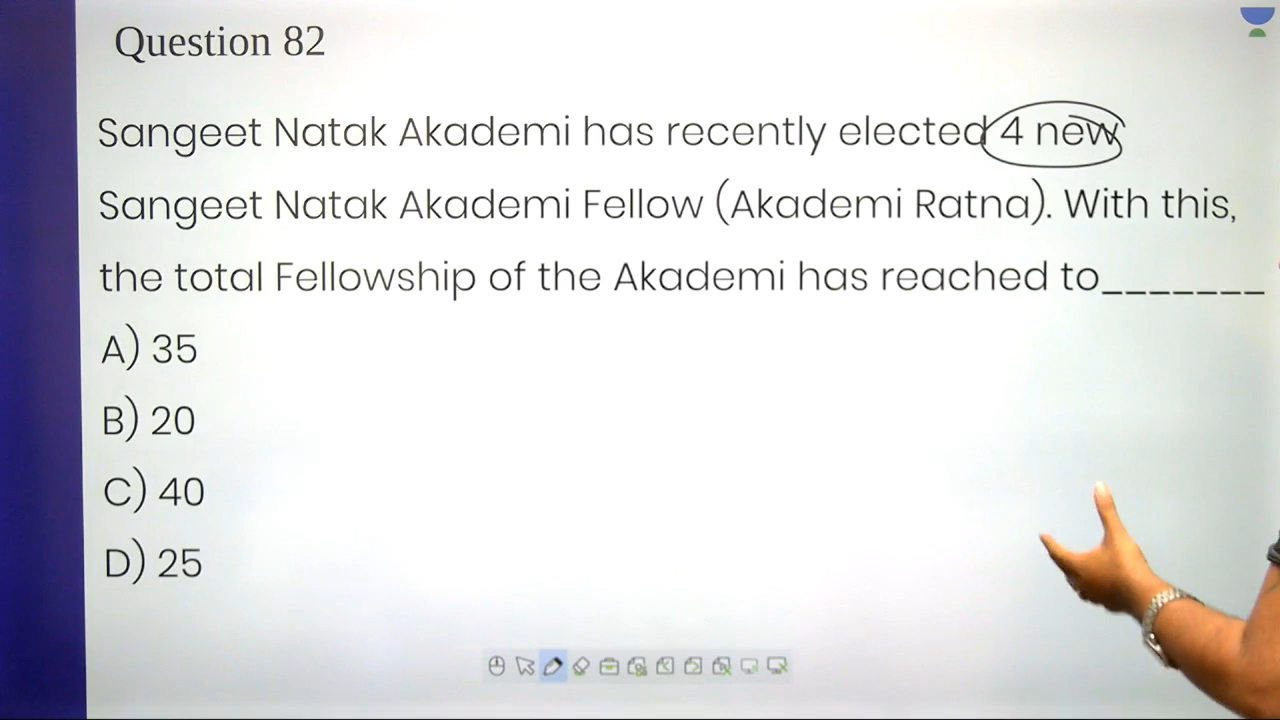 Question 82
Sangeet Natak Akademi has recently elected 4 new
Sangeet Natak Akademi Fellow (Akademi Ratna). With this,
the total Fellowship of the Akademi has reached to_______
A) 35
B) 20
C) 40
D) 25